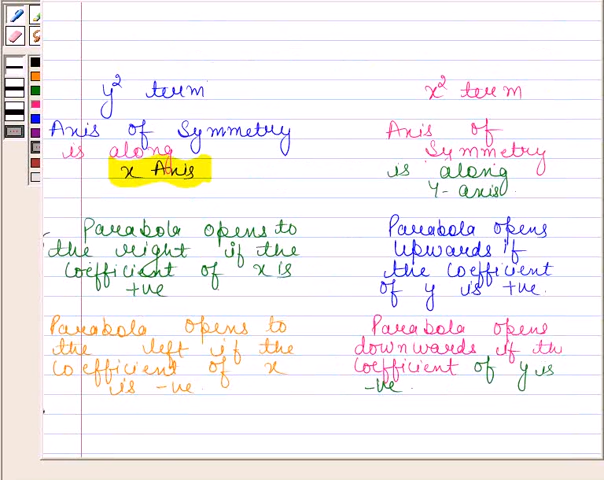 y² term
Axis of Symmetry
is along
x Axis
Parabola opens to
the right if the
coefficient of x is
+ve
Parabola opens to
the left if the
coefficient of x
is -ve.
x² term
Axis of
Symmetry
is along
Y-axis.
Parabola opens
Upwards if
the coefficient
of y is +ve.
Parabola opens
downwards if th
coefficient of y is
-ve.